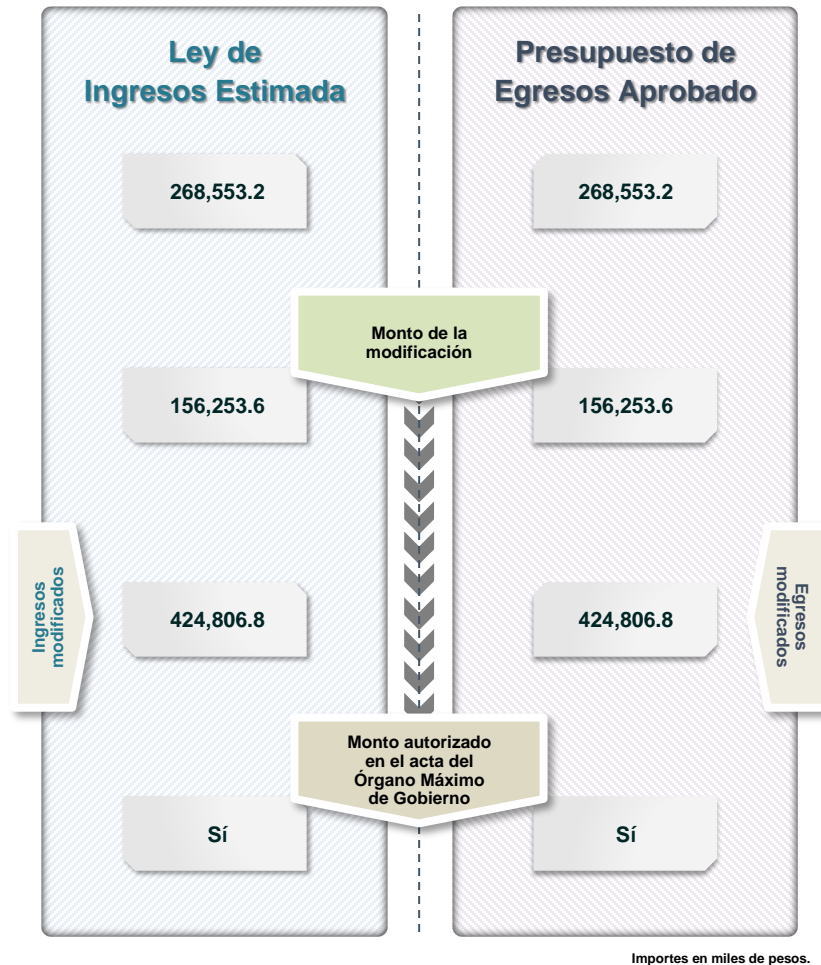 Ley de
Ingresos Estimada
Presupuesto de
Egresos Aprobado
268,553.2
268,553.2
Monto de la
modificación
156,253.6
156,253.6
Ingresos
modificados
424,806.8
424,806.8
Egresos
modificados
Monto autorizado
en el acta del
Órgano Máximo
de Gobierno
Sí
Sí
Importes en miles de pesos.